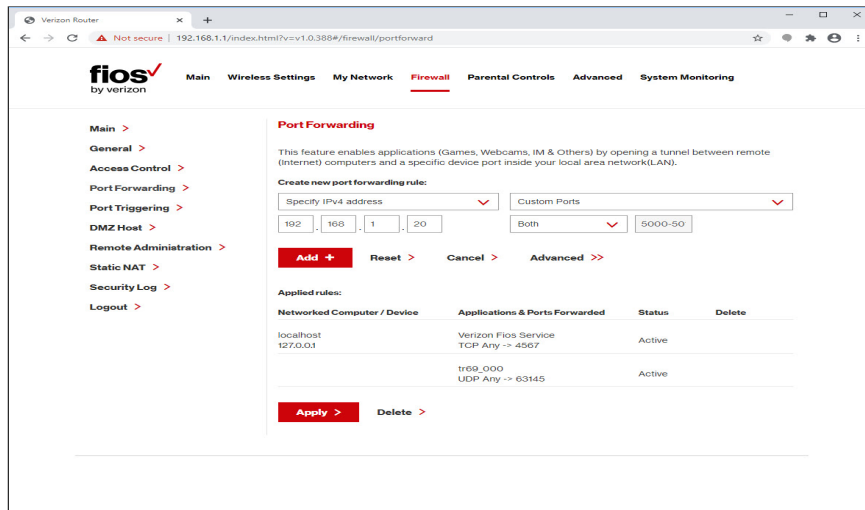 Verizon Router
Not secure | 192.168.1.1/index.html?v=v1.0.388#/firewall/portforward
fios
by verizon
Main Wireless Settings My Network Firewall Parental Controls Advanced System Monitoring
Main >
General >
Access Control >
Port Forwarding >
Port Triggering >
DMZ Host >
Remote Administration >
Static NAT >
Security Log >
Logout >
Port Forwarding
This feature enables applications (Games, Webcams, IM & Others) by opening a tunnel between remote
(Internet) computers and a specific device port inside your local area network(LAN).
Create new port forwarding rule:
Specify IPv4 address Custom Ports
192 . 168 . 1 . 20 Both 5000-50
Add + Reset > Cancel > Advanced >>
Applied rules:
Networked Computer / Device Applications & Ports Forwarded Status Delete
localhost Verizon Fios Service
127.0.0.1 TCP Any -> 4567 Active
tr69_000
UDP Any -> 63145 Active
Apply > Delete >